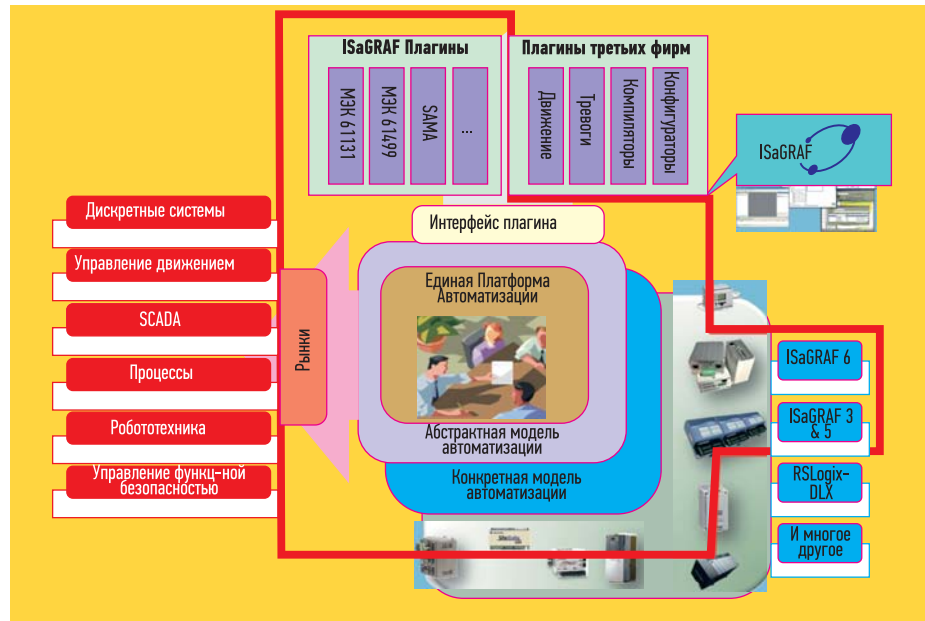 ISaGRAF Плагины
МЭК 61131
МЭК 61499
SAMA
...
Плагины третьих фирм
Движение
Тревоги
Компиляторы
Конфигураторы
ISaGRAF
Интерфейс плагина
Дискретные системы
Управление движением
SCADA
Процессы
Робототехника
Управление функц-ной
безопасностью
Рынки
Единая Платформа
Автоматизации
Абстрактная модель
автоматизации
Конкретная модель
автоматизации
ISaGRAF 6
ISaGRAF 3
& 5
RSLogix-
DLX
И многое
другое